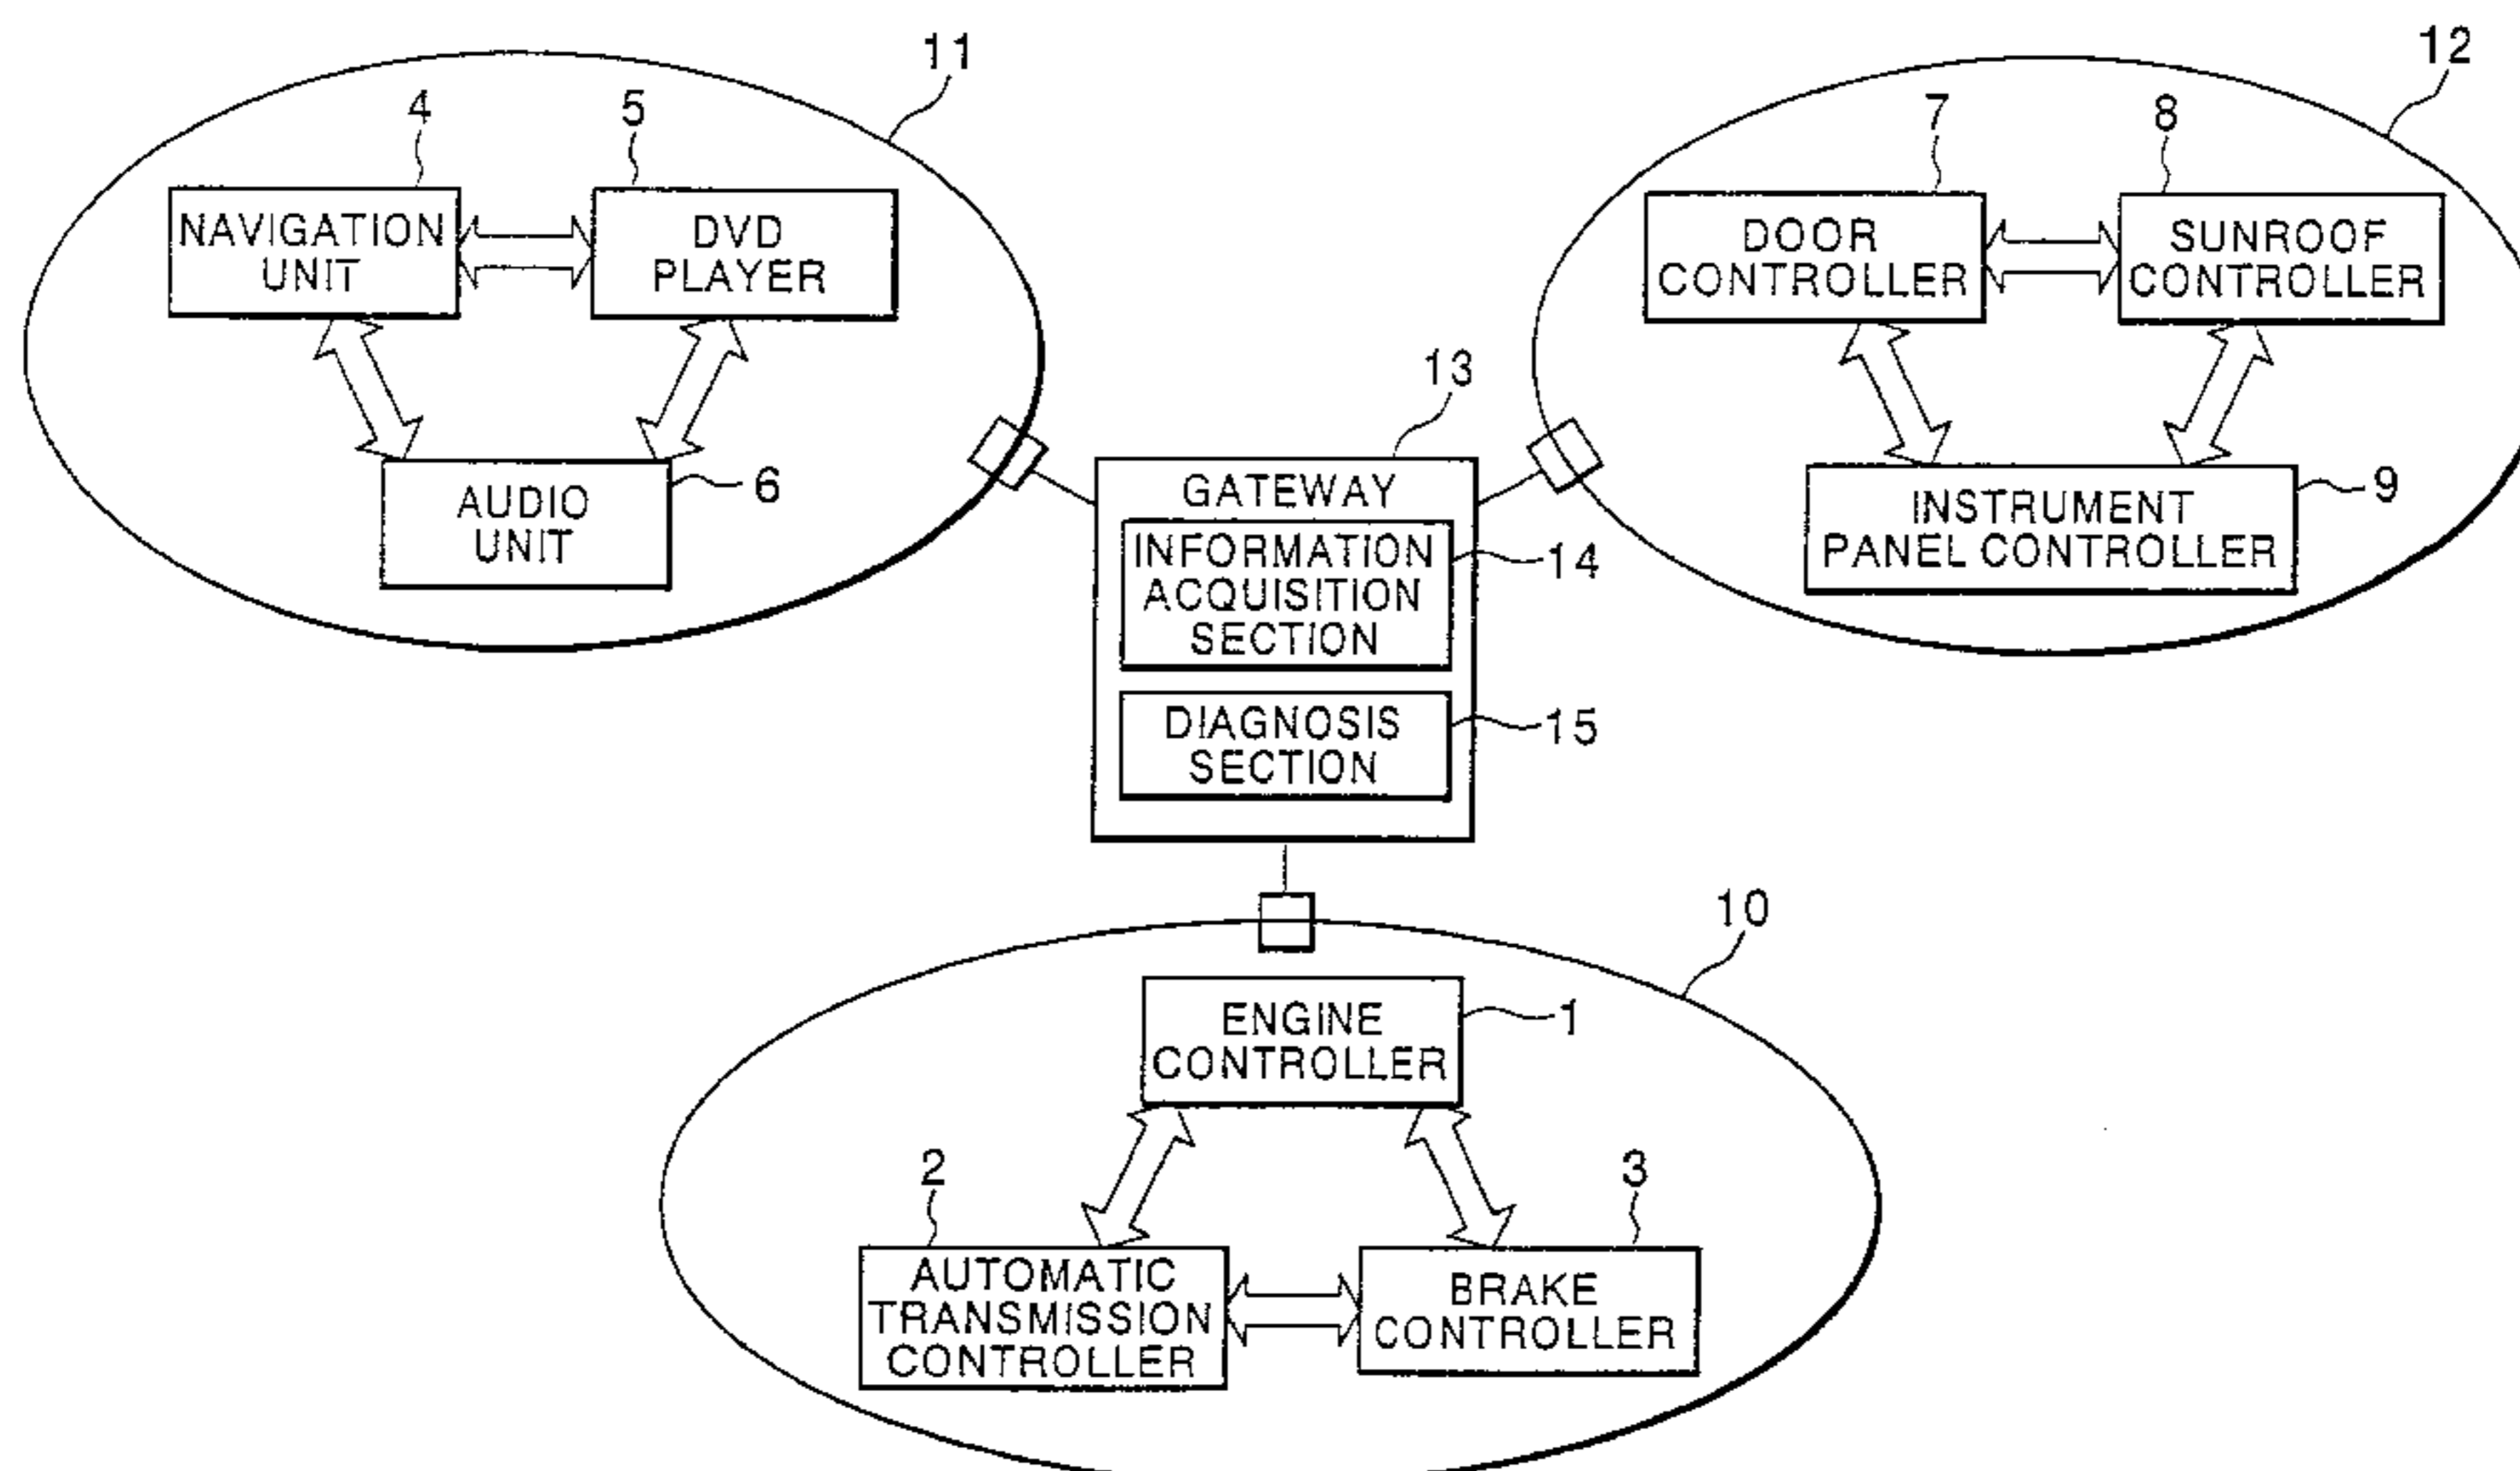 11
4
5
NAVIGATION
UNIT
DVD
PLAYER
AUDIO
UNIT
6
12
7
8
DOOR
CONTROLLER
SUNROOF
CONTROLLER
INSTRUMENT
PANEL CONTROLLER
9
13
GATEWAY
INFORMATION
ACQUISITION
SECTION
14
DIAGNOSIS
SECTION
15
10
ENGINE
CONTROLLER
1
2
3
AUTOMATIC
TRANSMISSION
CONTROLLER
BRAKE
CONTROLLER